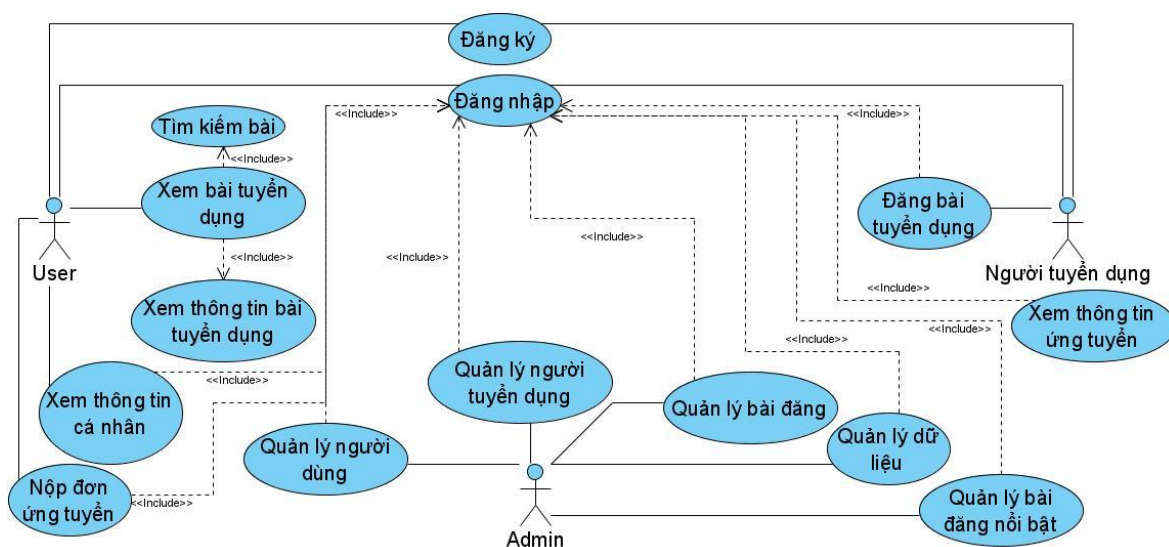 Đăng ký
Đăng nhập
<<Include>>
<<Include>>
Tìm kiếm bài
<<Include>>
Xem bài tuyển
dụng
Đăng bài
tuyển dụng
<<Include>>
<<Include>>
<<Include>>
User
Người tuyển dụng
Xem thông tin bài
tuyển dụng
<<Include>>
Xem thông tin
ứng tuyển
<<Include>>
<<Include>>
<<Include>>
Xem thông tin
cá nhân
Quản lý người
tuyển dụng
Quản lý bài đăng
Quản lý người
dùng
Quản lý dữ
liệu
Nộp đơn
ứng tuyển
<<Include>>
Quản lý bài
đăng nổi bật
Admin